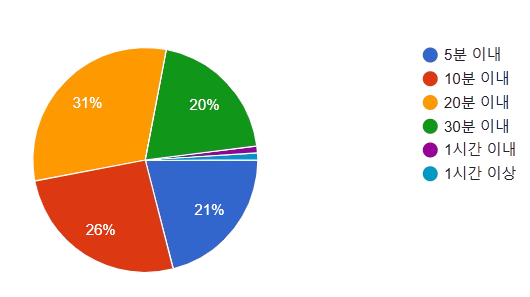 31%
20%
26%
21%
5분 이내
10분 이내
20분 이내
30분 이내
1시간 이내
1시간 이상